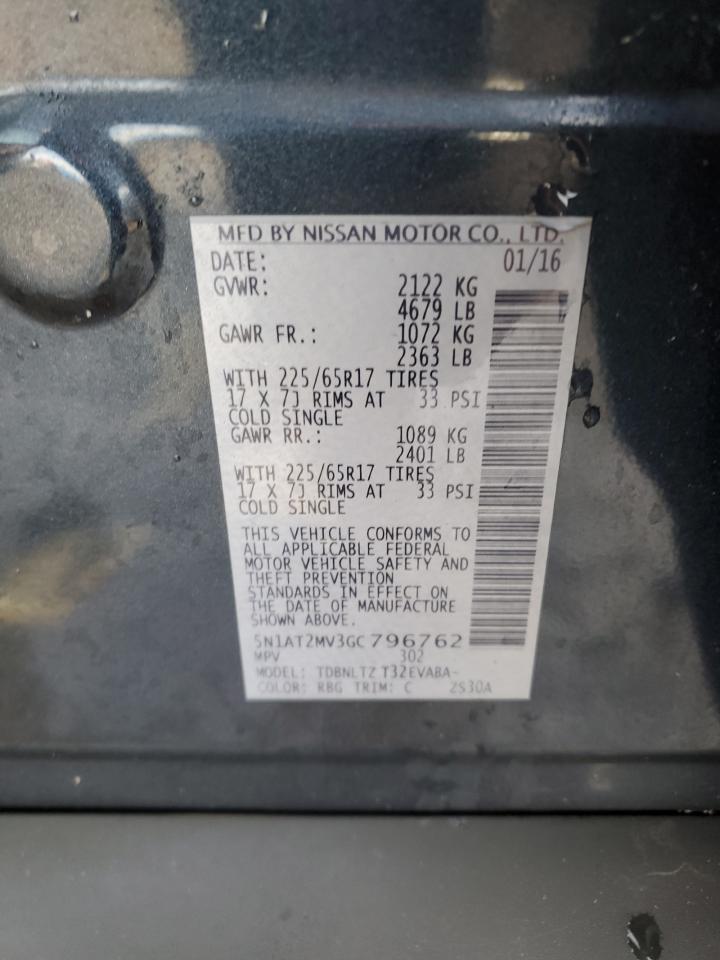 MFD BY NISSAN MOTOR CO., LTD.
DATE: 01/16
GVWR: 2122 KG
4679 LB
GAWR FR.: 1072 KG
2363 LB
WITH 225/65R17 TIRES
17 X 7J RIMS AT 33 PSI
COLD SINGLE
GAWR RR.: 1089 KG
2401 LB
WITH 225/65R17 TIRES
17 X 7J RIMS AT 33 PSI
COLD SINGLE
THIS VEHICLE CONFORMS TO
ALL APPLICABLE FEDERAL
MOTOR VEHICLE SAFETY AND
THEFT PREVENTION
STANDARDS IN EFFECT ON
THE DATE OF MANUFACTURE
SHOWN ABOVE.
5N1AT2MV3GC796762
MPV 302
MODEL: TDBNLTZ T32EVABA-
COLOR: RBG TRIM: C ZS30A